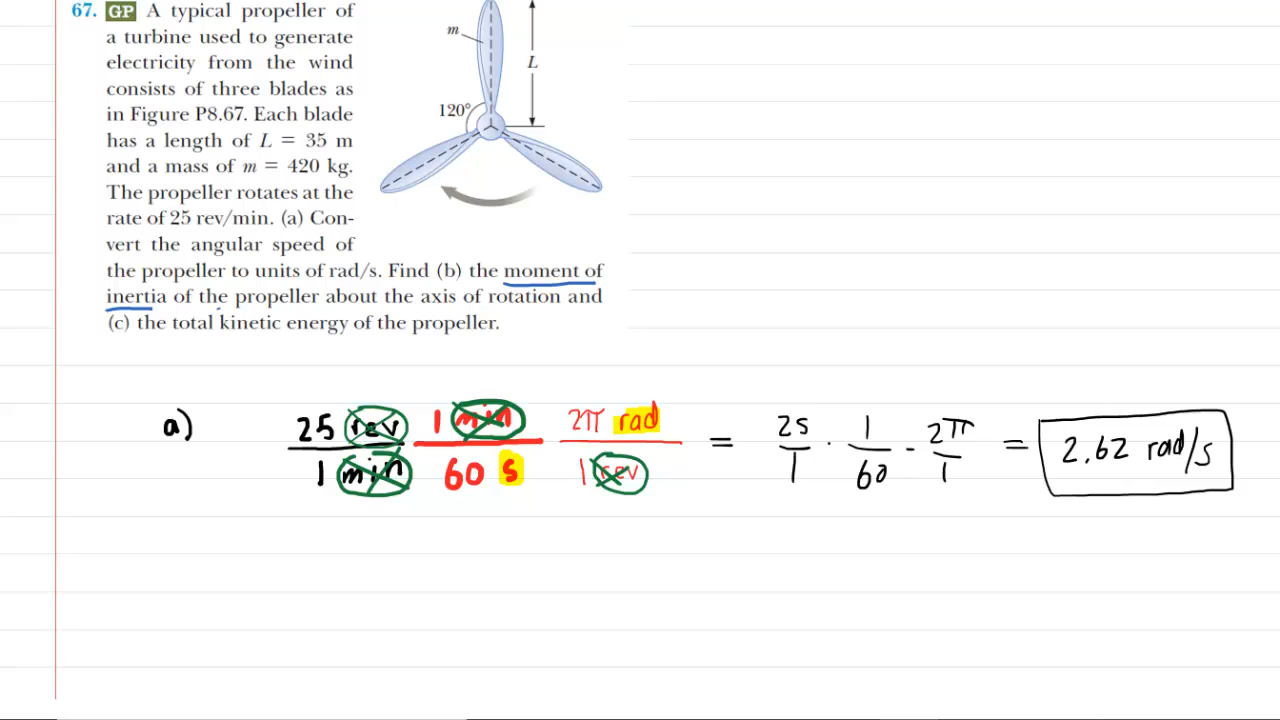 67. GP A typical propeller of
a turbine used to generate
electricity from the wind
consists of three blades as
in Figure P8.67. Each blade
has a length of L = 35 m
and a mass of m = 420 kg.
The propeller rotates at the
rate of 25 rev/min. (a) Con-
vert the angular speed of
the propeller to units of rad/s. Find (b) the moment of
inertia of the propeller about the axis of rotation and
(c) the total kinetic energy of the propeller.
m
L
120°
a) 25 rev / 1 min 1 min / 60 s 2π rad / 1 rev = 25/1 · 1/60 · 2π/1 = 2.62 rad/s